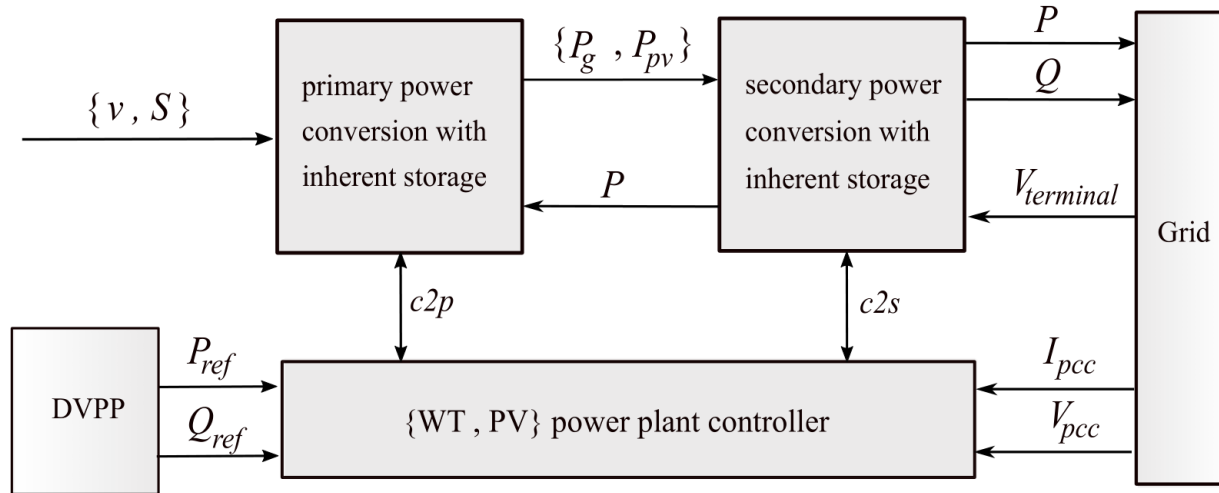 { v , S }
primary power
conversion with
inherent storage
{P_g , P_pv}
P
secondary power
conversion with
inherent storage
P
Q
V_terminal
Grid
c2p
c2s
DVPP
P_ref
Q_ref
{WT , PV} power plant controller
I_pcc
V_pcc